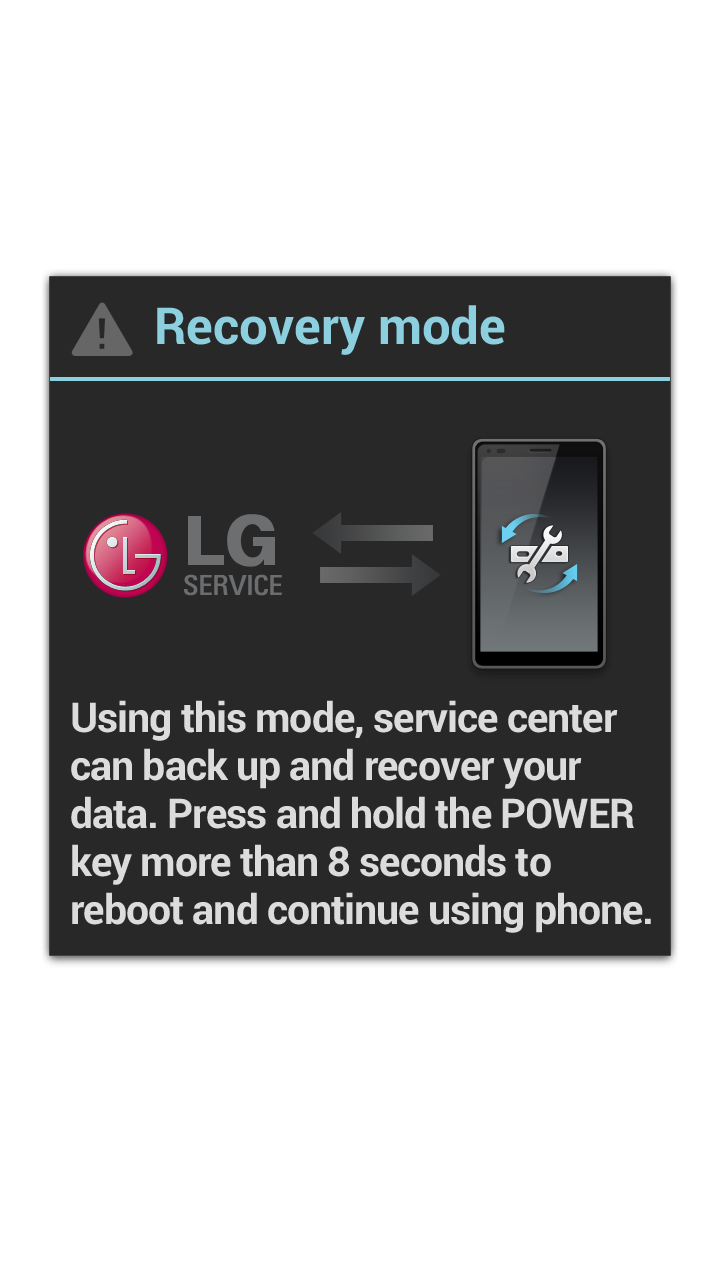 Recovery mode
LG
SERVICE
Using this mode, service center
can back up and recover your
data. Press and hold the POWER
key more than 8 seconds to
reboot and continue using phone.